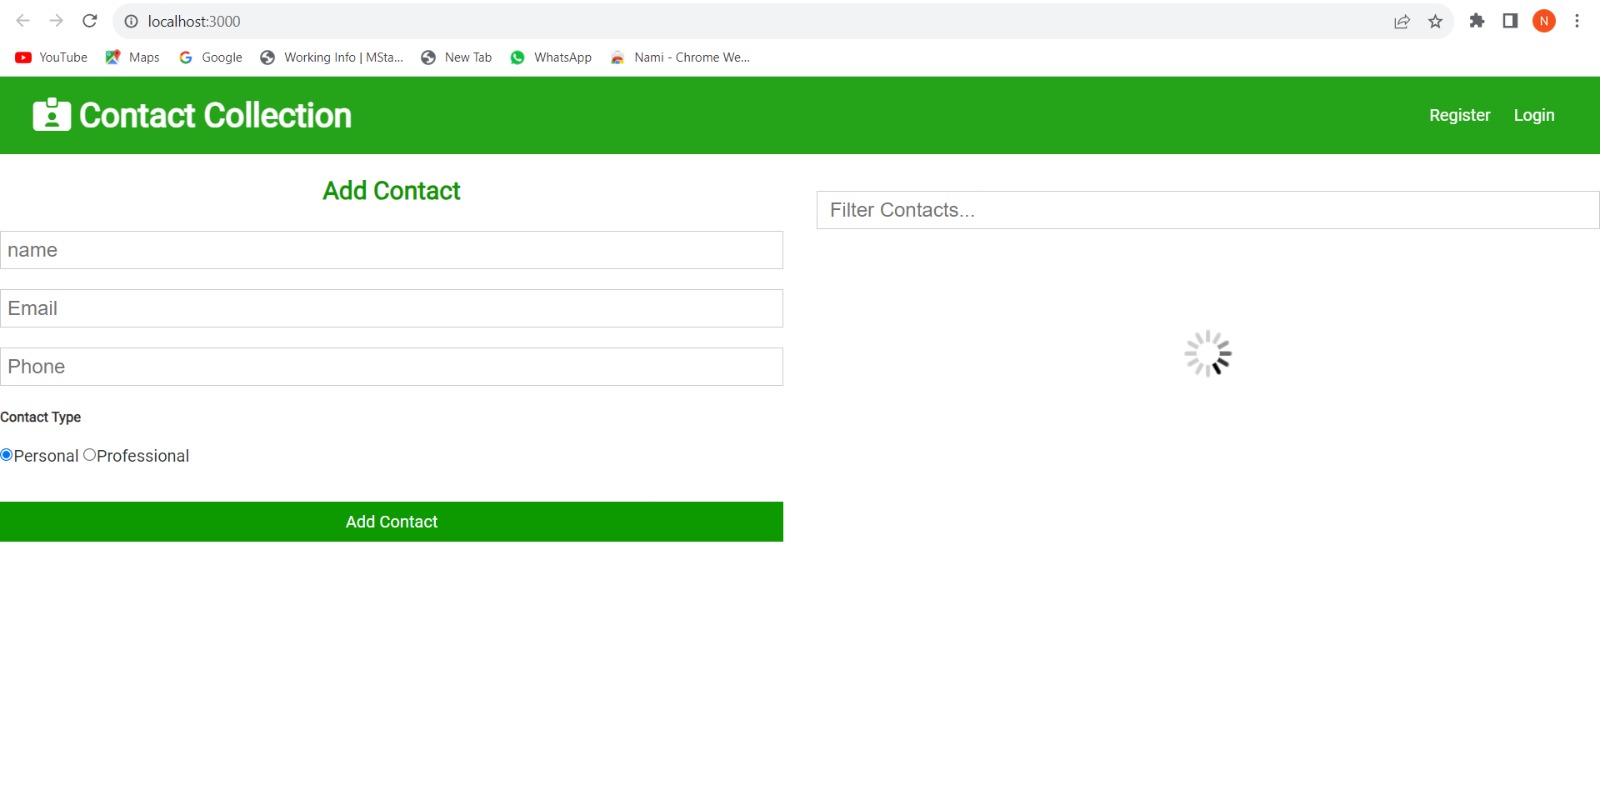 localhost:3000
N
YouTube Maps Google Working Info | MSta... New Tab WhatsApp Nami - Chrome We...
Contact Collection
Register Login
Add Contact
Filter Contacts...
name
Email
Phone
Contact Type
Personal Professional
Add Contact